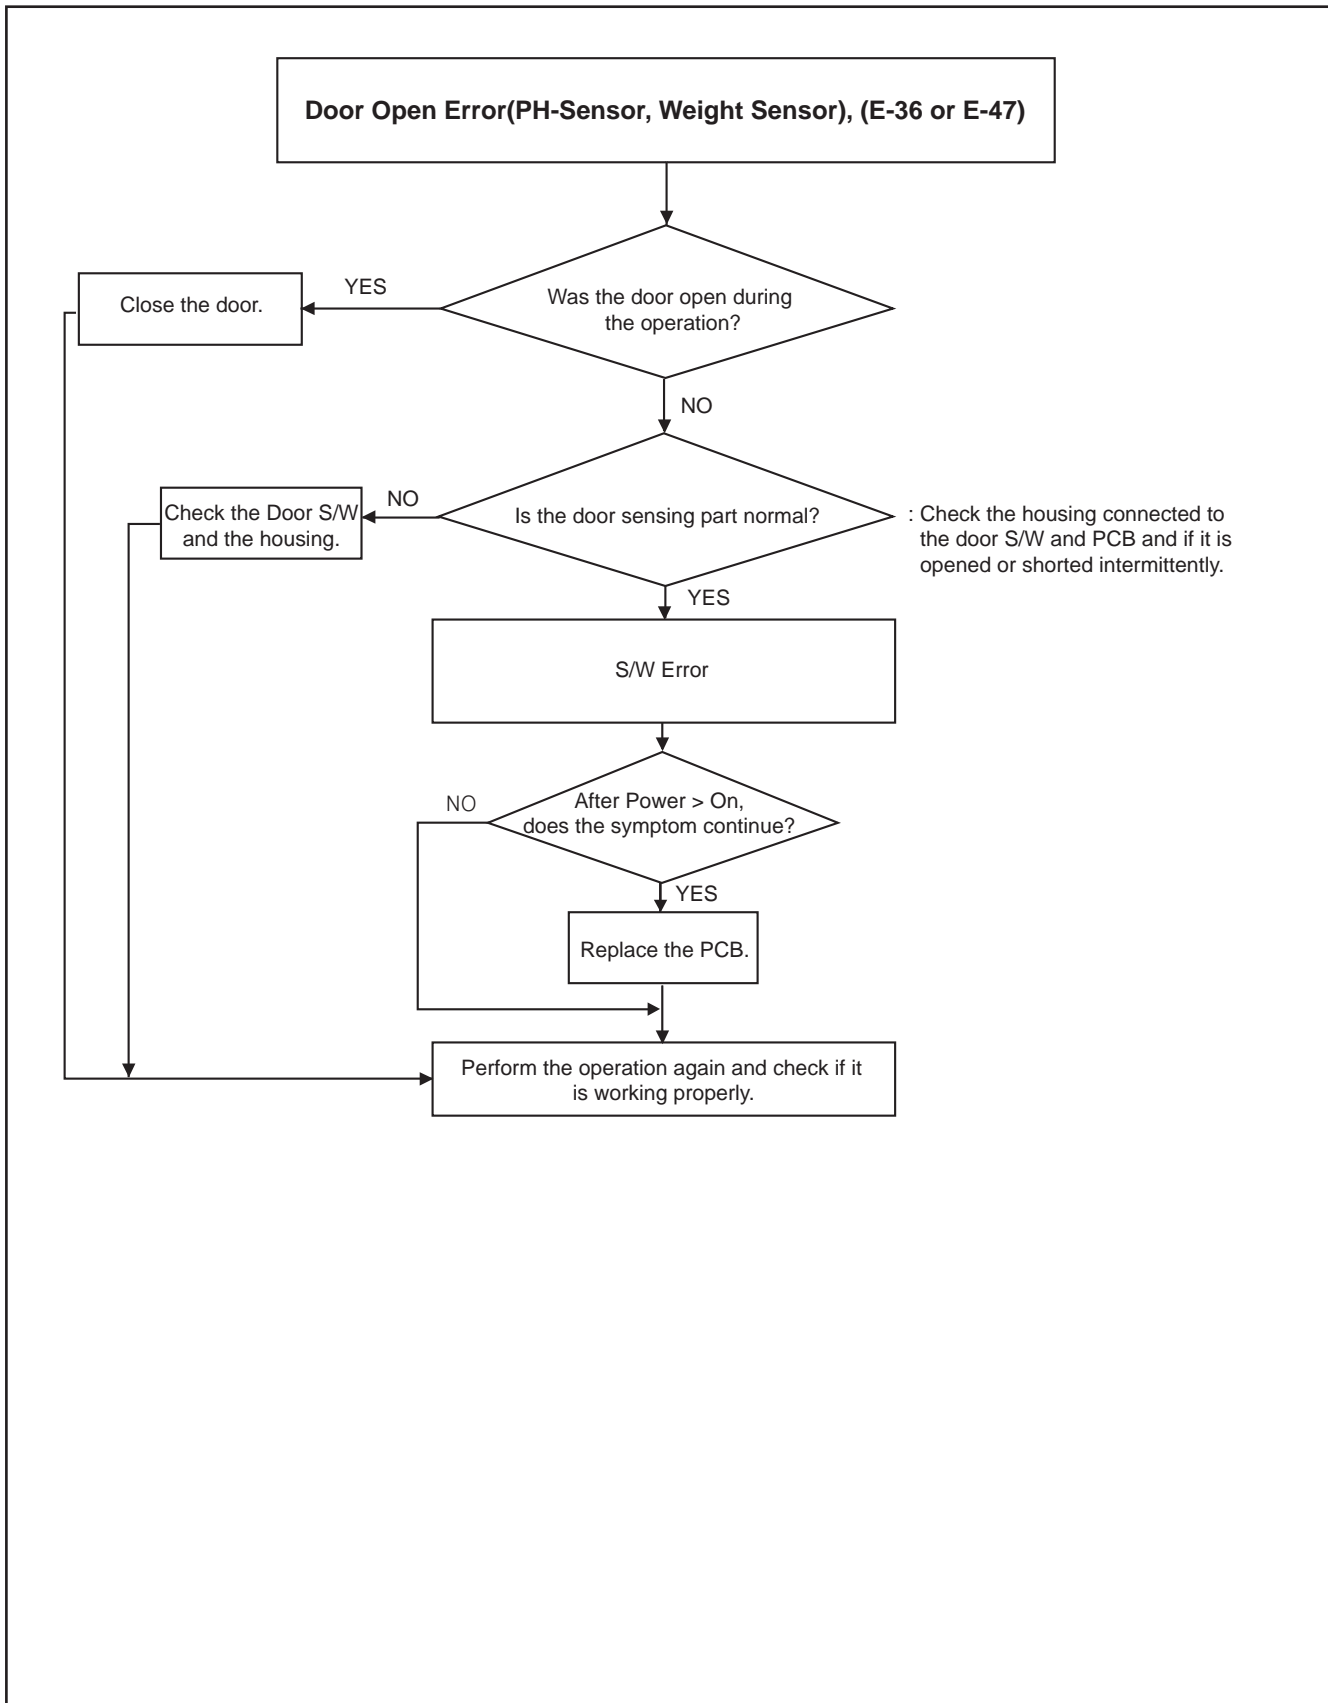 Door Open Error(PH-Sensor, Weight Sensor), (E-36 or E-47)
Was the door open during
the operation?
YES
Close the door.
NO
Is the door sensing part normal?
: Check the housing connected to
the door S/W and PCB and if it is
opened or shorted intermittently.
NO
Check the Door S/W
and the housing.
YES
S/W Error
After Power > On,
does the symptom continue?
NO
YES
Replace the PCB.
Perform the operation again and check if it
is working properly.